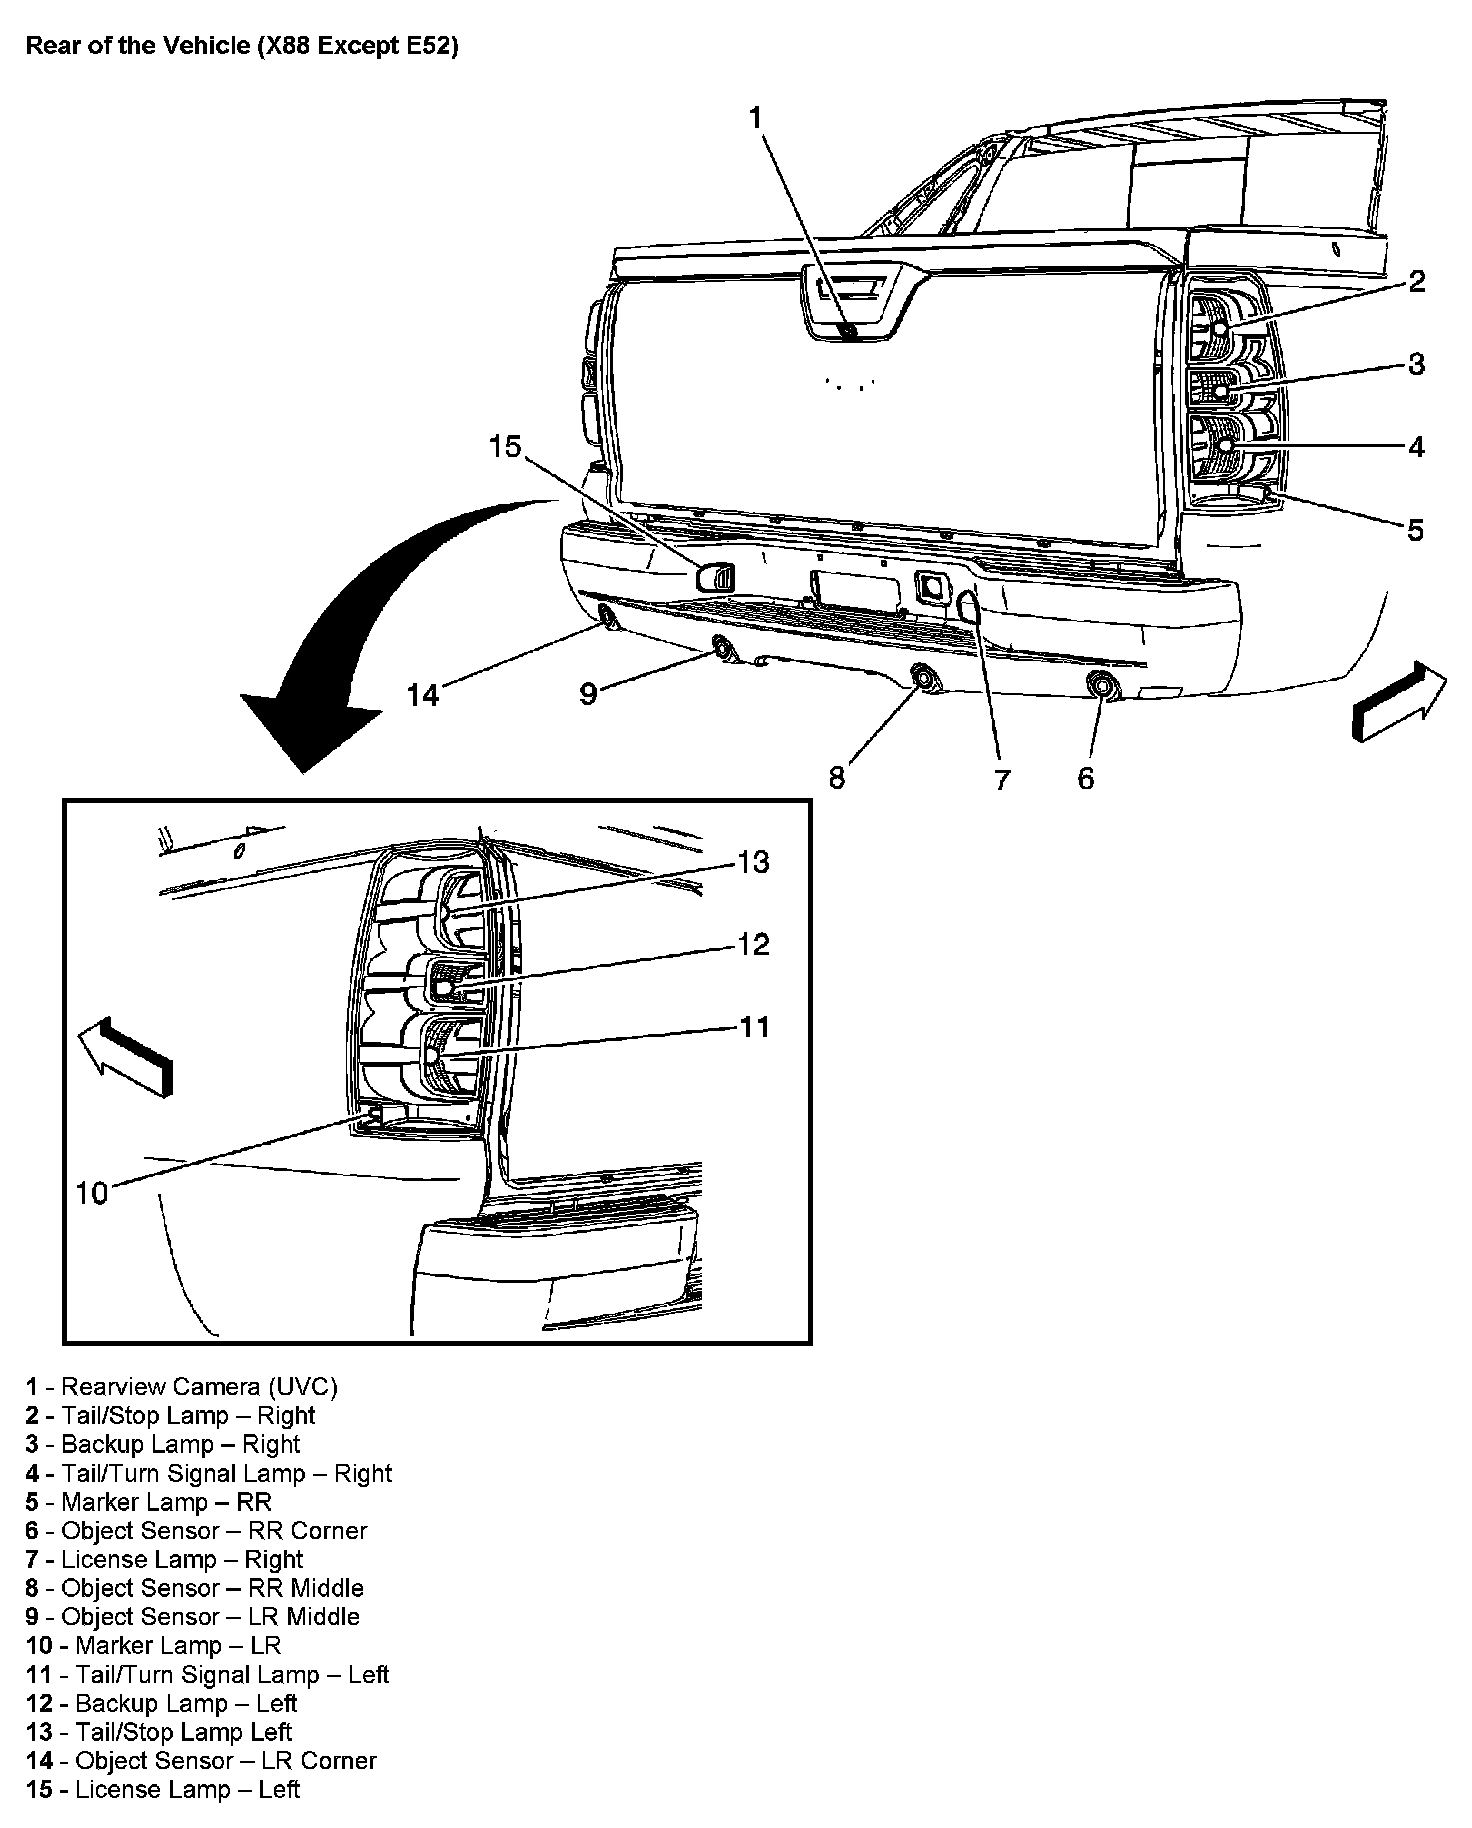 Rear of the Vehicle (X88 Except E52)
1
2
3
15
4
5
14
9
8
7
6
13
12
11
10
1 - Rearview Camera (UVC)
2 - Tail/Stop Lamp – Right
3 - Backup Lamp – Right
4 - Tail/Turn Signal Lamp – Right
5 - Marker Lamp – RR
6 - Object Sensor – RR Corner
7 - License Lamp – Right
8 - Object Sensor – RR Middle
9 - Object Sensor – LR Middle
10 - Marker Lamp – LR
11 - Tail/Turn Signal Lamp – Left
12 - Backup Lamp – Left
13 - Tail/Stop Lamp Left
14 - Object Sensor – LR Corner
15 - License Lamp – Left